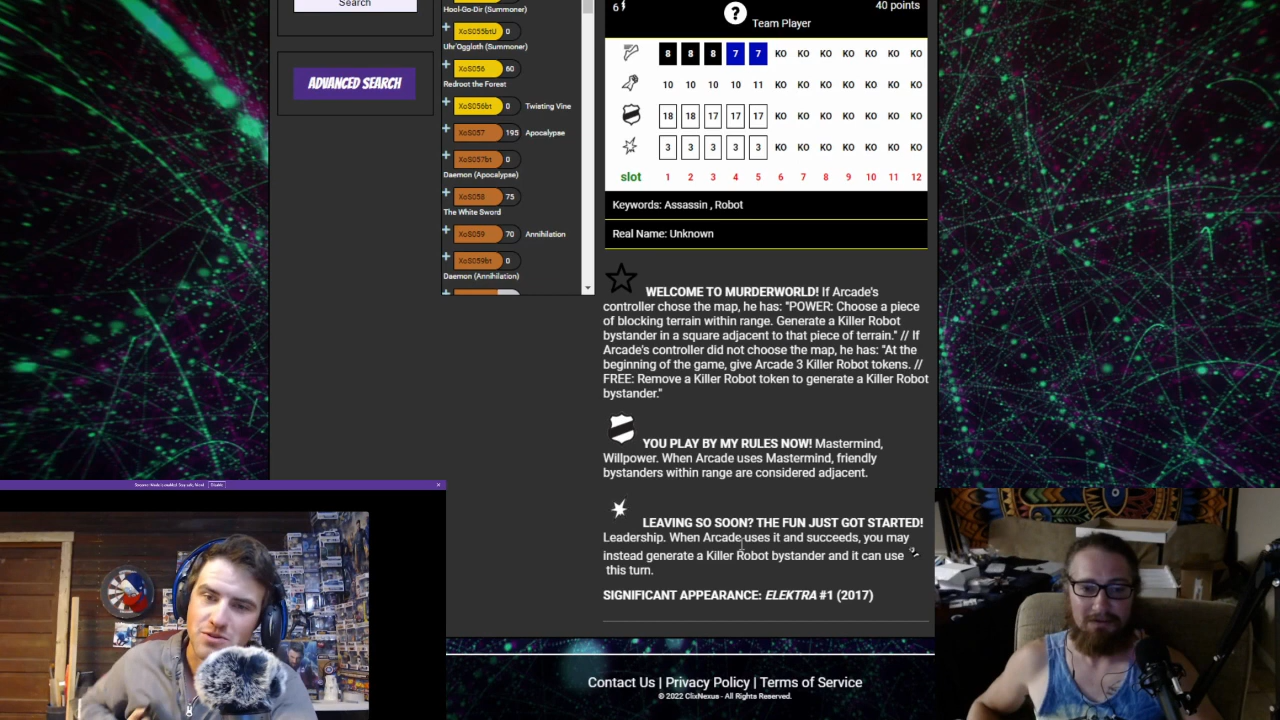 Search
ADVANCED SEARCH
Hool-Go-Dir (Summoner)
XoS055btU 0
Uhr'Oggloth (Summoner)
XoS056 60
Redroot the Forest
XoS056bt 0 Twisting Vine
XoS057 195 Apocalypse
XoS057bt 0
Daemon (Apocalypse)
XoS058 75
The White Sword
XoS059 70 Annihilation
XoS059bt 0
Daemon (Annihilation)
6
? Team Player
40 points
8 8 8 7 7 KO KO KO KO KO KO KO
10 10 10 10 11 KO KO KO KO KO KO KO
18 18 17 17 17 KO KO KO KO KO KO KO
3 3 3 3 3 KO KO KO KO KO KO KO
slot 1 2 3 4 5 6 7 8 9 10 11 12
Keywords: Assassin , Robot
Real Name: Unknown
WELCOME TO MURDERWORLD! If Arcade's
controller chose the map, he has: "POWER: Choose a piece
of blocking terrain within range. Generate a Killer Robot
bystander in a square adjacent to that piece of terrain." // If
Arcade's controller did not choose the map, he has: "At the
beginning of the game, give Arcade 3 Killer Robot tokens. //
FREE: Remove a Killer Robot token to generate a Killer Robot
bystander."
YOU PLAY BY MY RULES NOW! Mastermind,
Willpower. When Arcade uses Mastermind, friendly
bystanders within range are considered adjacent.
LEAVING SO SOON? THE FUN JUST GOT STARTED!
Leadership. When Arcade uses it and succeeds, you may
instead generate a Killer Robot bystander and it can use
this turn.
SIGNIFICANT APPEARANCE: ELEKTRA #1 (2017)
Contact Us | Privacy Policy | Terms of Service
© 2022 ClixNexus - All Rights Reserved.